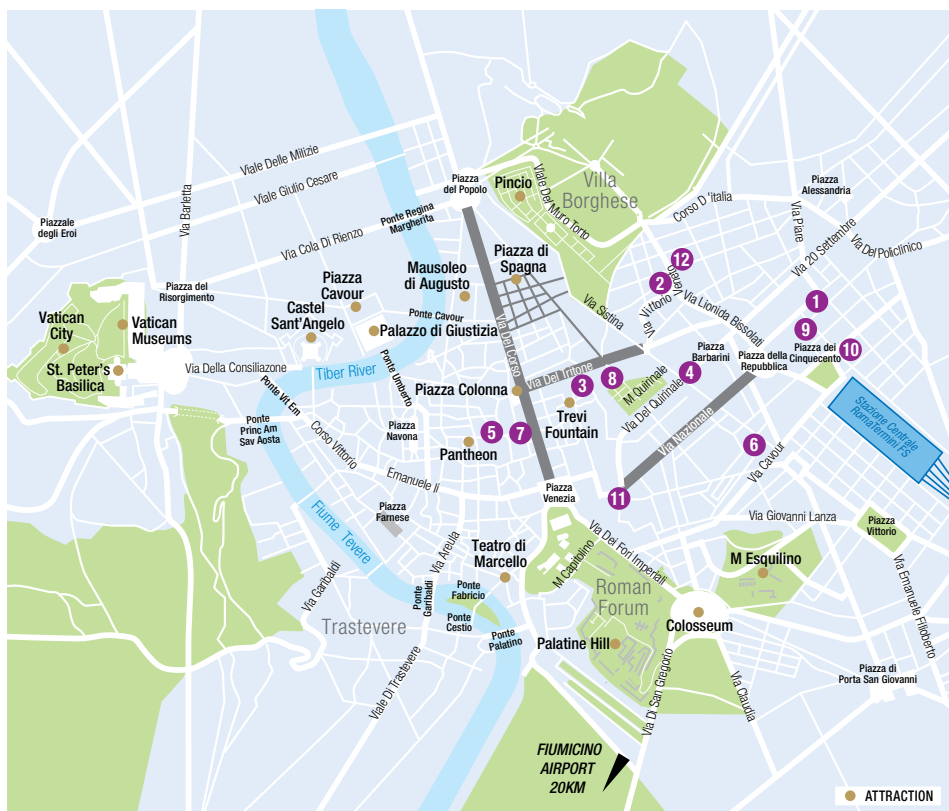 Viale Delle Milizie
Viale Giulio Cesare
Via Barletta
Piazzale
degli Eroi
Via Cola Di Rienzo
Ponte Regina
Margherita
Piazza
del Popolo
Pincio
Viale Del Muro Torto
Villa
Borghese
Corso D 'italia
Piazza
Alessandria
Via Piare
Via 20 Settembre
Via Del Policlinico
Piazza del
Risorgimento
Piazza
Cavour
Mausoleo
di Augusto
Piazza di
Spagna
12
2
Via Vittorio
Veneto
Via Lionida Bissolati
1
9
10
Vatican
City
Vatican
Museums
Castel
Sant'Angelo
Ponte Cavour
Palazzo di Giustizia
Via Sistina
St. Peter's
Basilica
Via Della Consiliazone
Tiber River
Ponte Umberto
Via Del Corso
Via Del Tritone
Piazza
Barbarini
Piazza della
Repubblica
Piazza dei
Cinquecento
Piazza Colonna
3
8
M Quirinale
Via Del Quirinale
4
Trevi
Fountain
Via Nazionale
Stazione Centrale
RomaTermini FS
Ponte Vit Em
Ponte
Princ Am
Sav Aosta
Corso Vittorio
Emanuele Ii
Piazza
Navona
5
7
Pantheon
6
Via Cavour
Piazza
Venezia
11
Piazza
Farnese
Fiume Tevere
Via Areula
Via Giovanni Lanza
Piazza
Vittorio
Via Dei Fori Imperiali
M Capitolino
Teatro di
Marcello
M Esquilino
Via Emanuele Filioberto
Via Garibaldi
Ponte
Garibaldi
Ponte
Fabricio
Ponte
Cestio
Ponte
Palatino
Roman
Forum
Colosseum
Trastevere
Palatine Hill
Viale Di Trastevere
Via Di San Gregorio
Via Claudia
Piazza di
Porta San Giovanni
FIUMICINO
AIRPORT
20KM
ATTRACTION